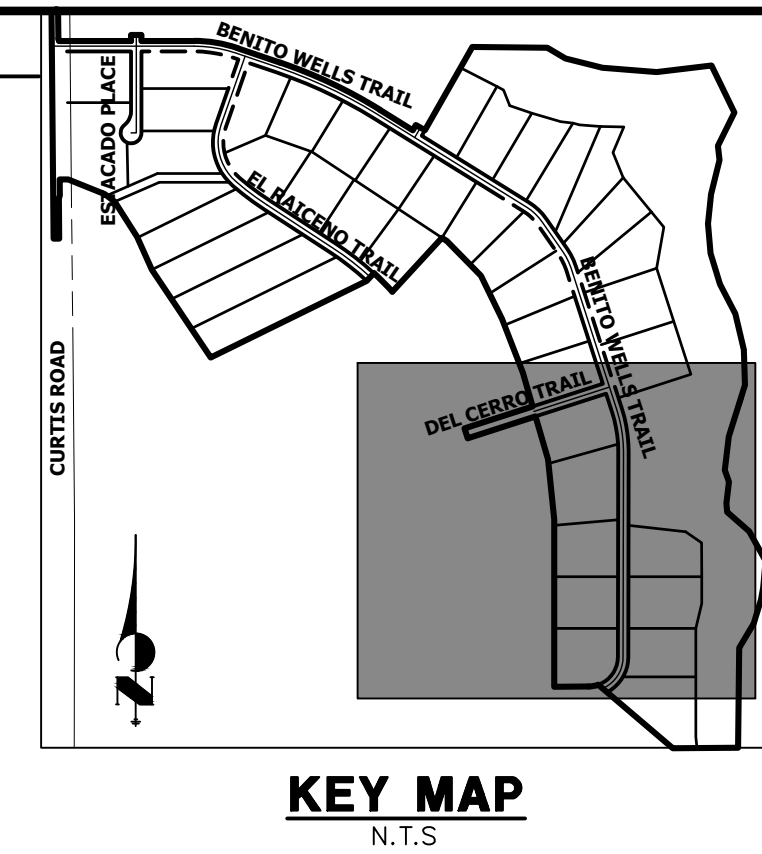 BENITO WELLS TRAIL
ESTACADO PLACE
EL RAICENO TRAIL
BENITO WELLS TRAIL
CURTIS ROAD
DEL CERRO TRAIL
N
KEY MAP
N.T.S